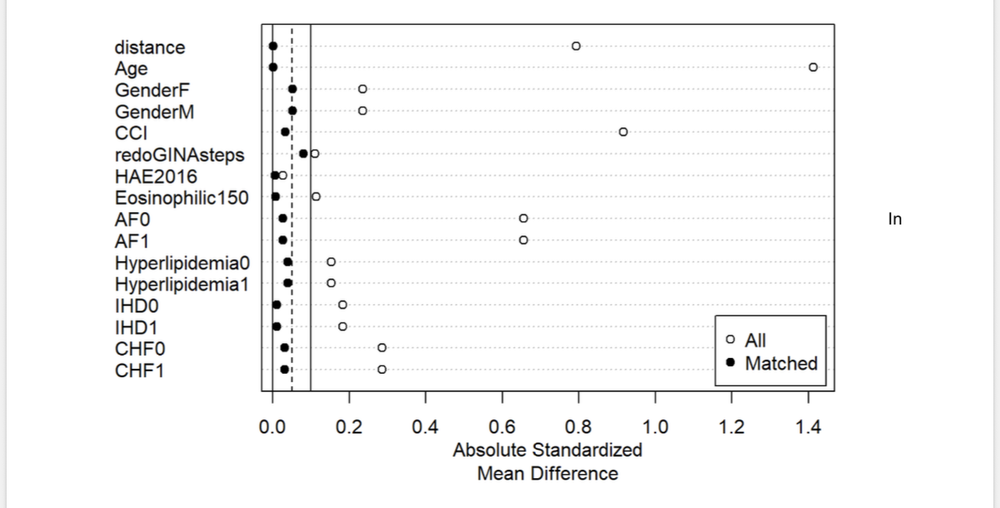 distance
Age
GenderF
GenderM
CCI
redoGINAsteps
HAE2016
Eosinophilic150
AF0
AF1
Hyperlipidemia0
Hyperlipidemia1
IHD0
IHD1
CHF0
CHF1
All
Matched
0.0 0.2 0.4 0.6 0.8 1.0 1.2 1.4
Absolute Standardized
Mean Difference
In